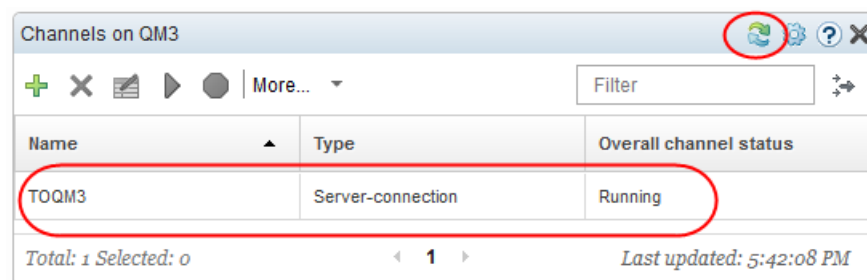 Channels on QM3
More...
Filter
Name Type Overall channel status
TOQM3 Server-connection Running
Total: 1 Selected: 0 1 Last updated: 5:42:08 PM